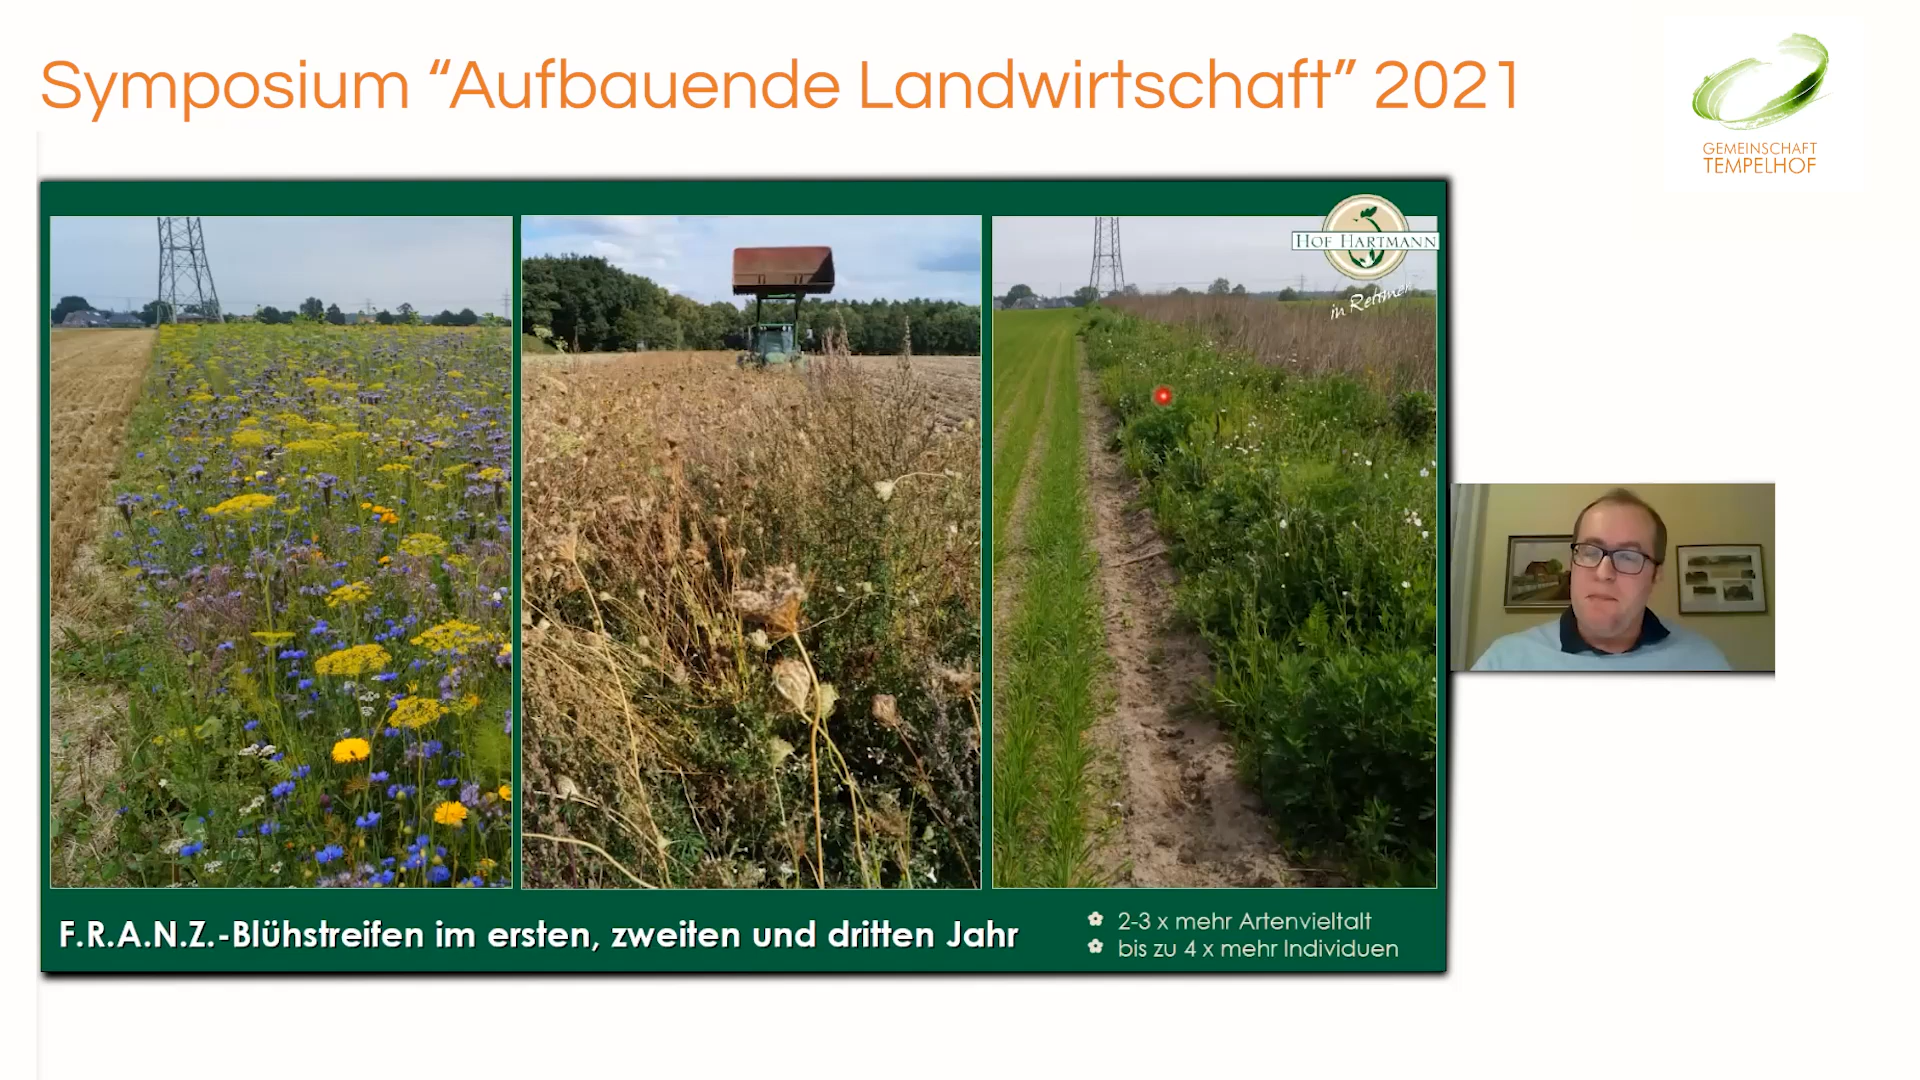 Symposium “Aufbauende Landwirtschaft” 2021
GEMEINSCHAFT
TEMPELHOF
HOF HARTMANN
in Rettmer
F.R.A.N.Z.-Blühstreifen im ersten, zweiten und dritten Jahr
2-3 x mehr Artenvieltalt
bis zu 4 x mehr Individuen